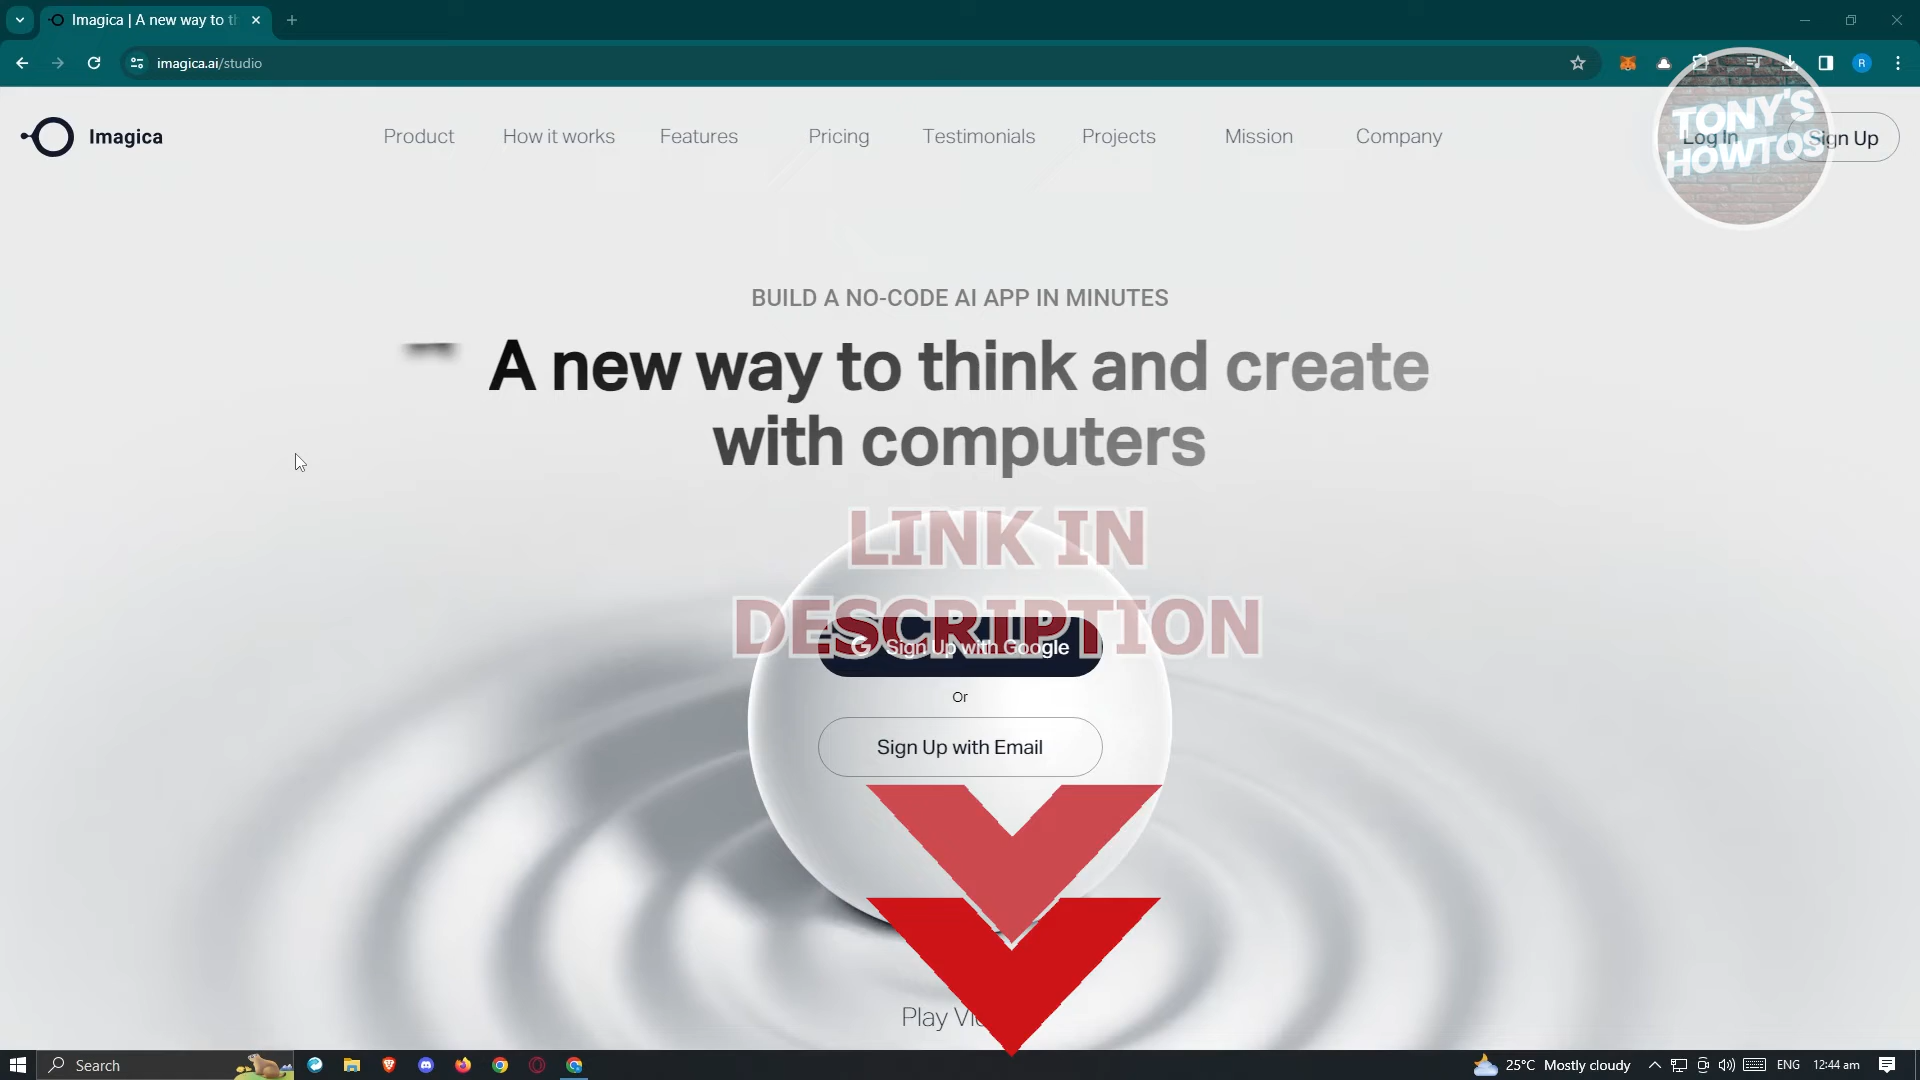 Imagica | A new way to th
imagica.ai/studio
R
Imagica
Product
How it works
Features
Pricing
Testimonials
Projects
Mission
Company
Log In
Sign Up
TONY'S
HOWTOS
BUILD A NO-CODE AI APP IN MINUTES
A new way to think and create
with computers
LINK IN
DESCRIPTION
Sign Up with Google
Or
Sign Up with Email
Play Vi
Search
25°C Mostly cloudy
ENG
12:44 am